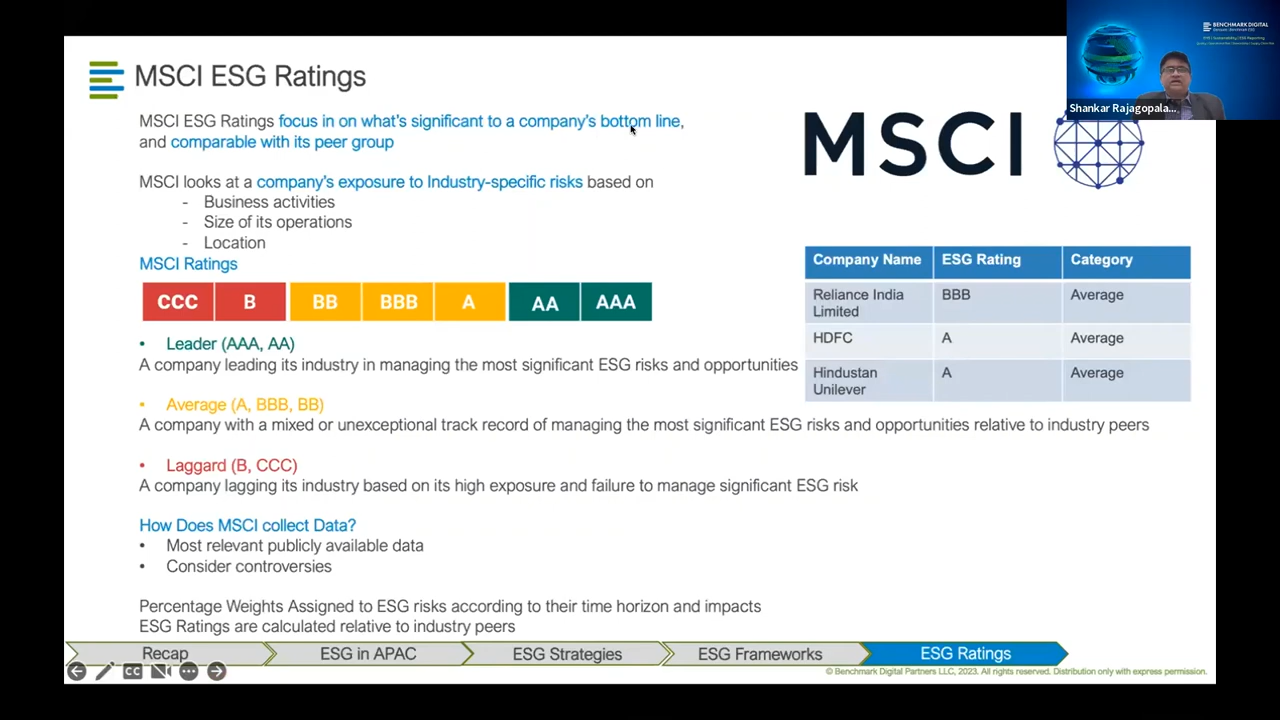 BENCHMARK DIGITAL
Shankar Rajagopala...
MSCI ESG Ratings
MSCI ESG Ratings focus in on what's significant to a company's bottom line,
and comparable with its peer group
MSCI looks at a company's exposure to Industry-specific risks based on
- Business activities
- Size of its operations
- Location
MSCI Ratings
CCC B BB BBB A AA AAA
• Leader (AAA, AA)
A company leading its industry in managing the most significant ESG risks and opportunities
• Average (A, BBB, BB)
A company with a mixed or unexceptional track record of managing the most significant ESG risks and opportunities relative to industry peers
• Laggard (B, CCC)
A company lagging its industry based on its high exposure and failure to manage significant ESG risk
How Does MSCI collect Data?
• Most relevant publicly available data
• Consider controversies
Percentage Weights Assigned to ESG risks according to their time horizon and impacts
ESG Ratings are calculated relative to industry peers
MSCI
Company Name ESG Rating Category
Reliance India
Limited BBB Average
HDFC A Average
Hindustan
Unilever A Average
Recap ESG in APAC ESG Strategies ESG Frameworks ESG Ratings
CC
© Benchmark Digital Partners LLC, 2023. All rights reserved. Distribution only with express permission.